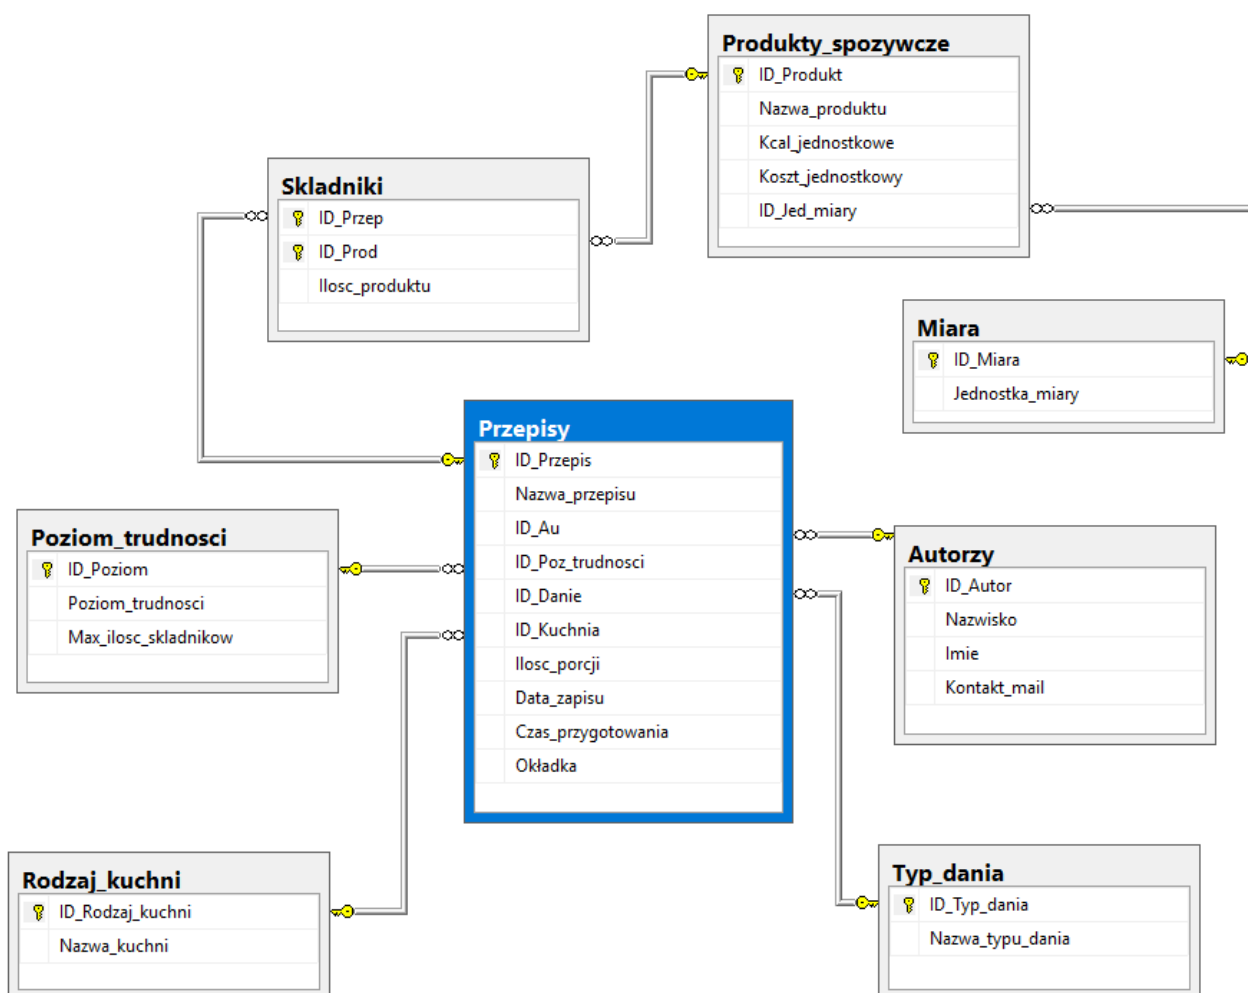 Produkty_spozywcze
ID_Produkt
Nazwa_produktu
Kcal_jednostkowe
Koszt_jednostkowy
ID_Jed_miary
Skladniki
ID_Przep
ID_Prod
Ilosc_produktu
Miara
ID_Miara
Jednostka_miary
Przepisy
ID_Przepis
Nazwa_przepisu
ID_Au
ID_Poz_trudnosci
ID_Danie
ID_Kuchnia
Ilosc_porcji
Data_zapisu
Czas_przygotowania
Okładka
Poziom_trudnosci
ID_Poziom
Poziom_trudnosci
Max_ilosc_skladnikow
Autorzy
ID_Autor
Nazwisko
Imie
Kontakt_mail
Rodzaj_kuchni
ID_Rodzaj_kuchni
Nazwa_kuchni
Typ_dania
ID_Typ_dania
Nazwa_typu_dania